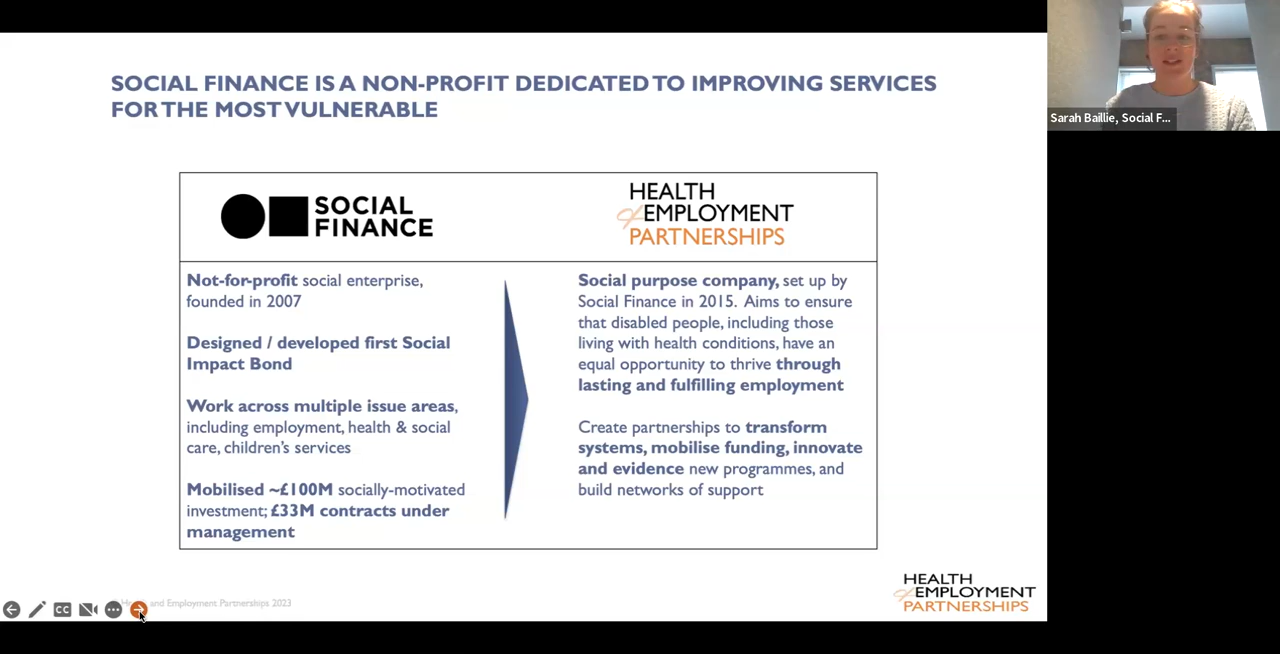 SOCIAL FINANCE IS A NON-PROFIT DEDICATED TO IMPROVING SERVICES
FOR THE MOST VULNERABLE
SOCIAL
FINANCE
HEALTH
& EMPLOYMENT
PARTNERSHIPS
Not-for-profit social enterprise,
founded in 2007
Designed / developed first Social
Impact Bond
Work across multiple issue areas,
including employment, health & social
care, children's services
Mobilised ~£100M socially-motivated
investment; £33M contracts under
management
Social purpose company, set up by
Social Finance in 2015. Aims to ensure
that disabled people, including those
living with health conditions, have an
equal opportunity to thrive through
lasting and fulfilling employment
Create partnerships to transform
systems, mobilise funding, innovate
and evidence new programmes, and
build networks of support
CC
and Employment Partnerships 2023
HEALTH
& EMPLOYMENT
PARTNERSHIPS
Sarah Baillie, Social F...